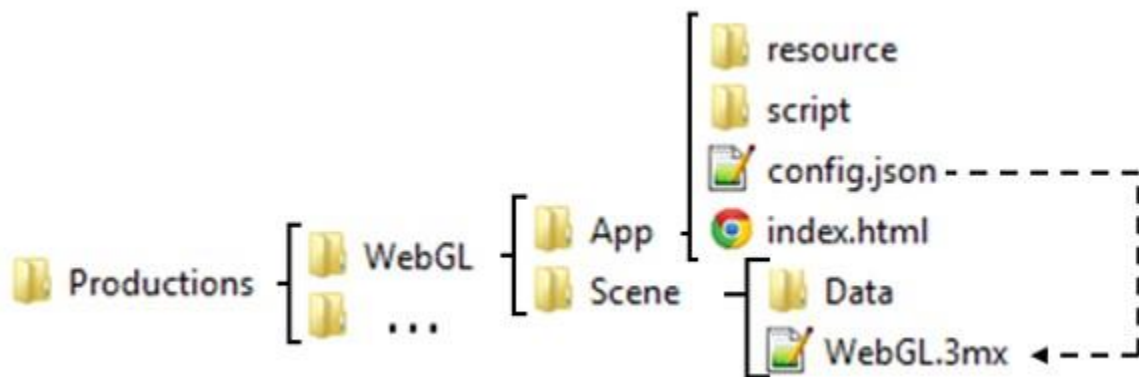 resource
script
config.json
index.html
App
WebGL
Productions
Scene
Data
...
WebGL.3mx